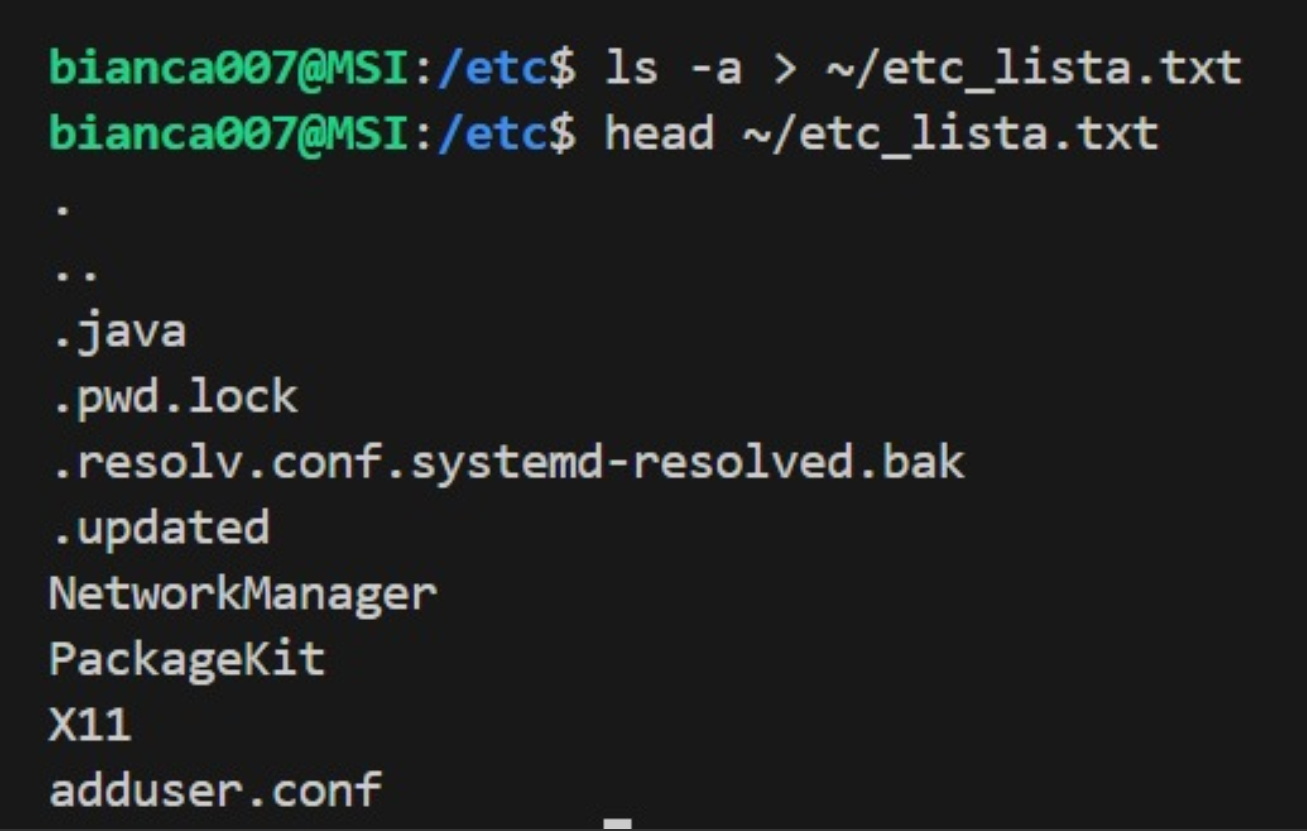 bianca007@MSI:/etc$ ls -a > ~/etc_lista.txt
bianca007@MSI:/etc$ head ~/etc_lista.txt
.
..
.java
.pwd.lock
.resolv.conf.systemd-resolved.bak
.updated
NetworkManager
PackageKit
X11
adduser.conf